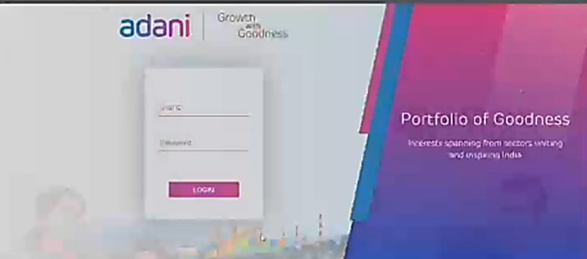 adani
Growth
with
Goodness
User ID
Password
LOGIN
Portfolio of Goodness
Interests spanning from sectors uniting
and inspiring India